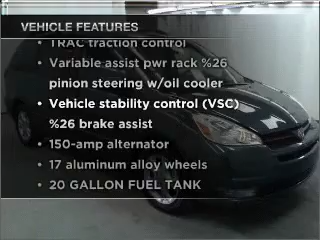 VEHICLE FEATURES
TRAC traction control
• Variable assist pwr rack %26
pinion steering w/oil cooler
• Vehicle stability control (VSC)
%26 brake assist
• 150-amp alternator
• 17 aluminum alloy wheels
• 20 GALLON FUEL TANK